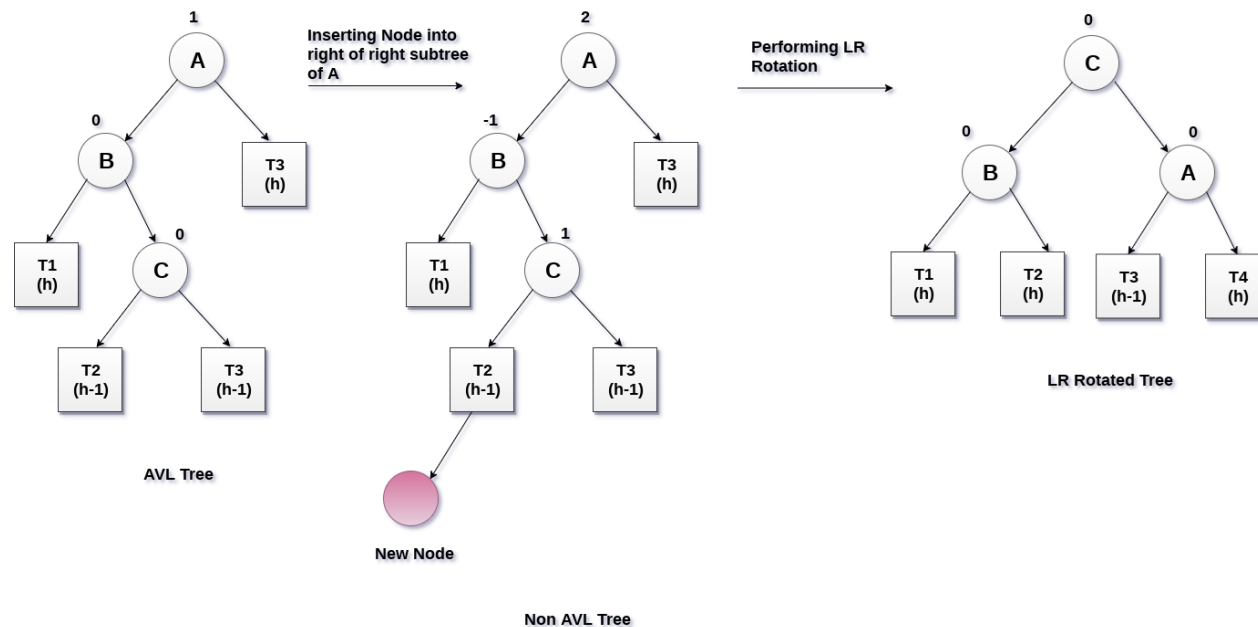 1
A
0
B
T3
(h)
0
T1
(h)
C
T2
(h-1)
T3
(h-1)
AVL Tree
Inserting Node into
right of right subtree
of A
2
A
-1
B
T3
(h)
1
T1
(h)
C
T2
(h-1)
T3
(h-1)
New Node
Non AVL Tree
Performing LR
Rotation
0
C
0
B
0
A
T1
(h)
T2
(h)
T3
(h-1)
T4
(h)
LR Rotated Tree